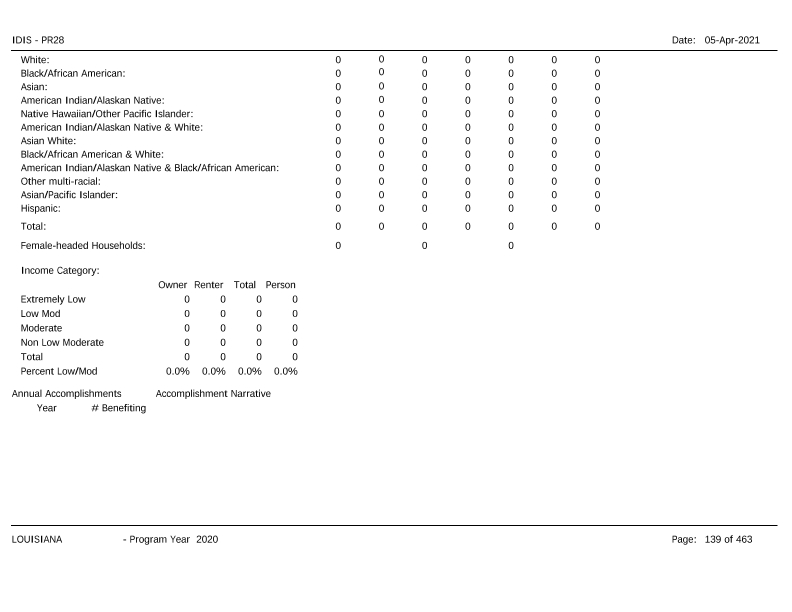 IDIS - PR28 Date: 05-Apr-2021
White: 0 0 0 0 0 0 0
Black/African American: 0 0 0 0 0 0 0
Asian: 0 0 0 0 0 0 0
American Indian/Alaskan Native: 0 0 0 0 0 0 0
Native Hawaiian/Other Pacific Islander: 0 0 0 0 0 0 0
American Indian/Alaskan Native & White: 0 0 0 0 0 0 0
Asian White: 0 0 0 0 0 0 0
Black/African American & White: 0 0 0 0 0 0 0
American Indian/Alaskan Native & Black/African American: 0 0 0 0 0 0 0
Other multi-racial: 0 0 0 0 0 0 0
Asian/Pacific Islander: 0 0 0 0 0 0 0
Hispanic: 0 0 0 0 0 0 0
Total: 0 0 0 0 0 0 0
Female-headed Households: 0 0 0
Income Category:
Owner Renter Total Person
Extremely Low 0 0 0 0
Low Mod 0 0 0 0
Moderate 0 0 0 0
Non Low Moderate 0 0 0 0
Total 0 0 0 0
Percent Low/Mod 0.0% 0.0% 0.0% 0.0%
Annual Accomplishments Accomplishment Narrative
Year # Benefiting
LOUISIANA - Program Year 2020 Page: 139 of 463